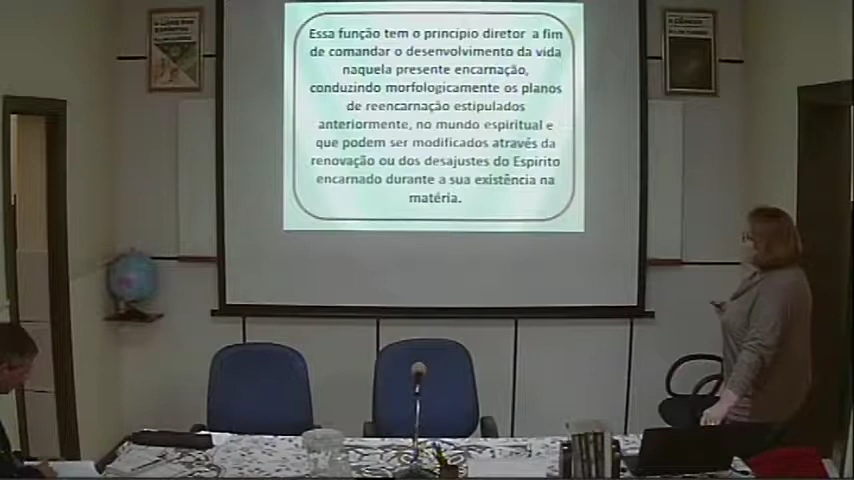 Essa função tem o principio diretor a fim
de comandar o desenvolvimento da vida
naquela presente encarnação,
conduzindo morfologicamente os planos
de reencarnação estipulados
anteriormente, no mundo espiritual e
que podem ser modificados através da
renovação ou dos desajustes do Espirito
encarnado durante a sua existência na
matéria.